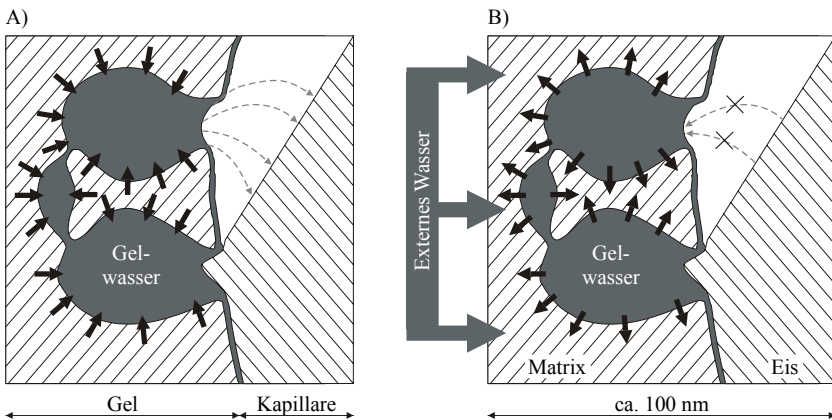 A)
Gel-
wasser
Gel
Kapillare
B)
Externes Wasser
Gel-
wasser
Matrix
Eis
ca. 100 nm